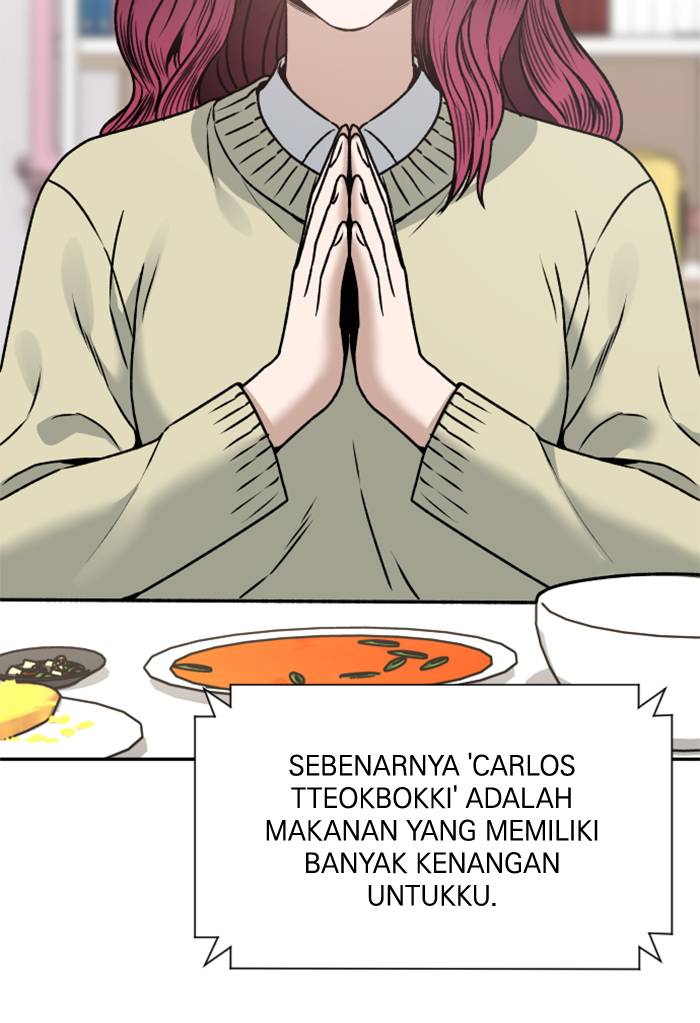 SEBENARNYA 'CARLOS
TTEOKBOKKI' ADALAH
MAKANAN YANG MEMILIKI
BANYAK KENANGAN
UNTUKKU.